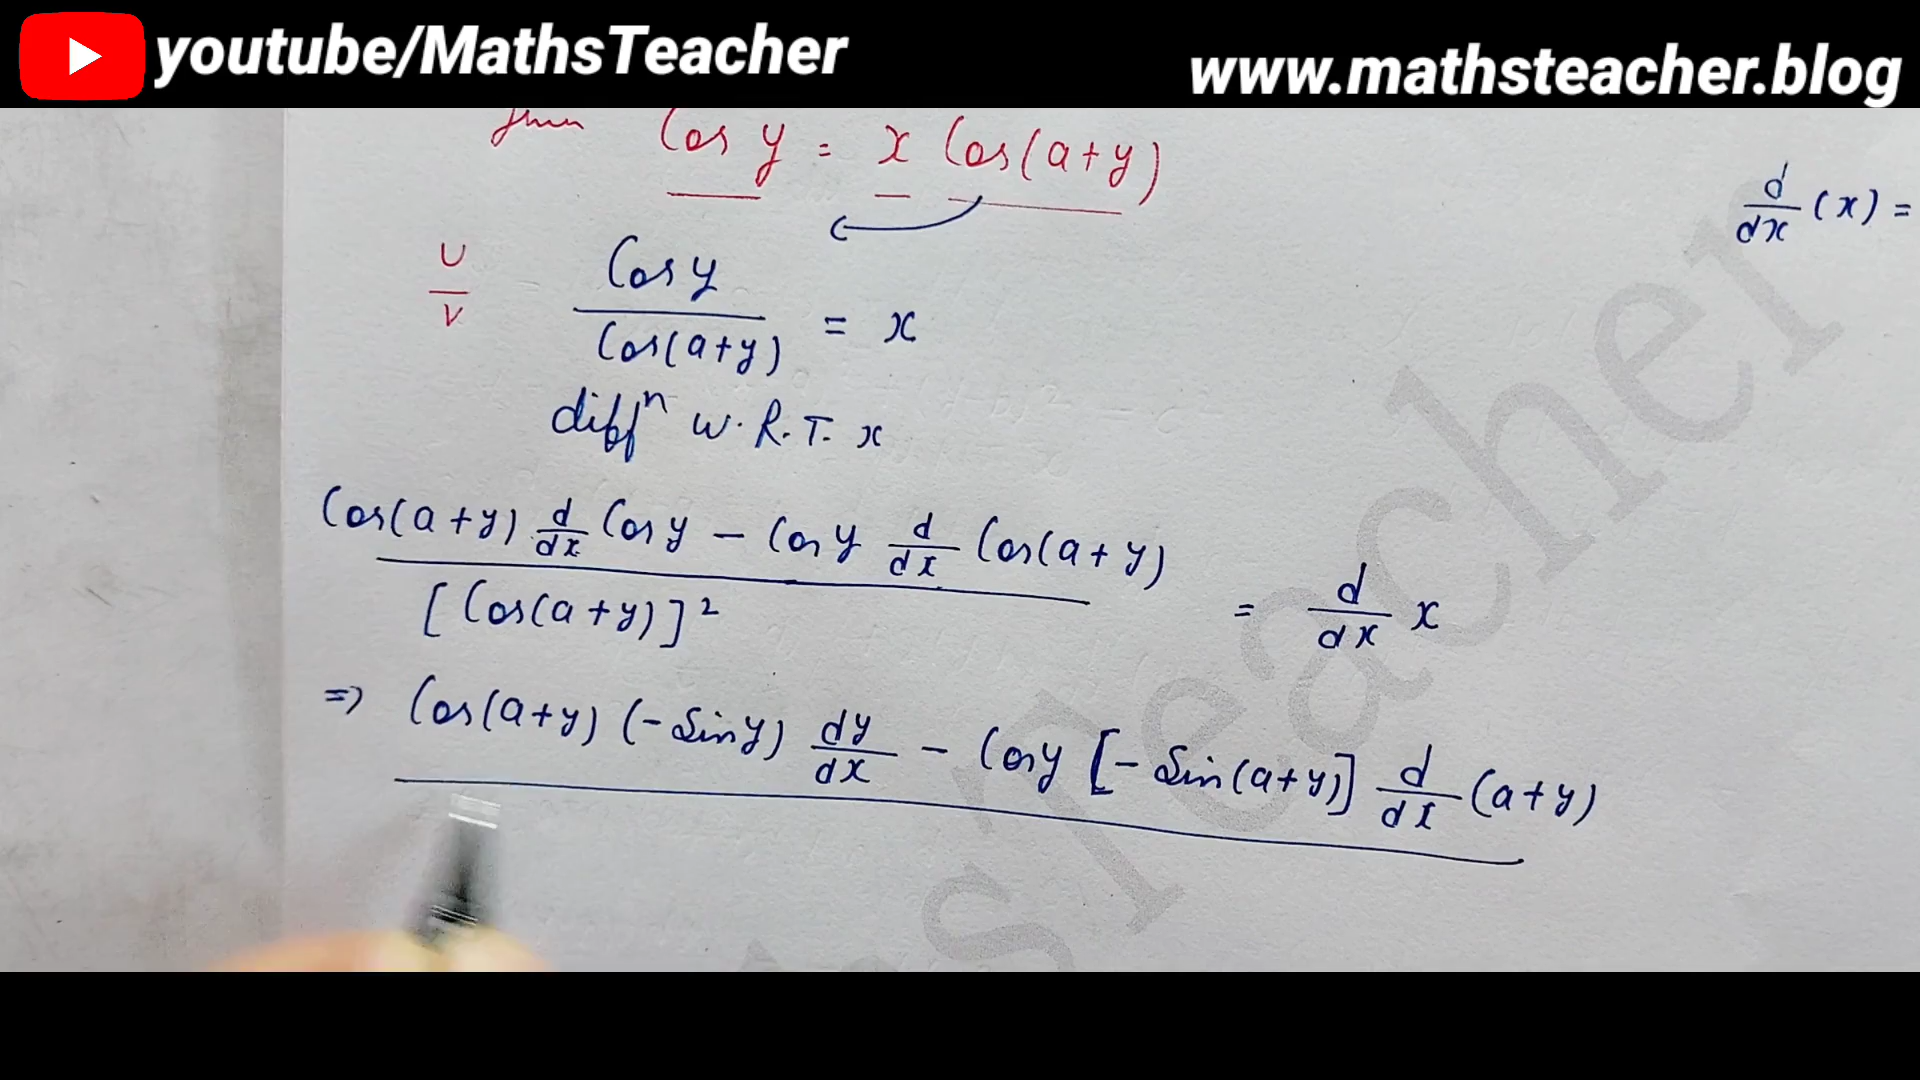 youtube/MathsTeacher
www.mathsteacher.blog
Cos y = x Cos(a+y)
d/dx (x) =
U/V Cos y / Cos(a+y) = x
diffⁿ W.R.T. x
Cos(a+y) d/dx Cos y - Cos y d/dx Cos(a+y) / [Cos(a+y)]² = d/dx x
=> Cos(a+y) (-Sin y) dy/dx - Cos y [-Sin(a+y)] d/dx (a+y)
sTeacher